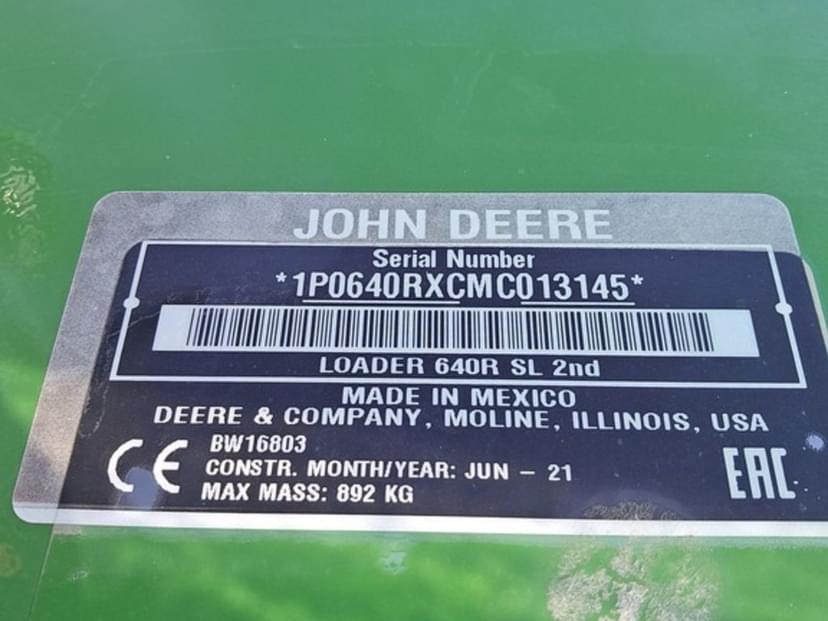 JOHN DEERE
Serial Number
*1P0640RXCMC013145*
LOADER 640R SL 2nd
MADE IN MEXICO
DEERE & COMPANY, MOLINE, ILLINOIS, USA
CE
BW16803
CONSTR. MONTH/YEAR: JUN - 21
MAX MASS: 892 KG
EAC